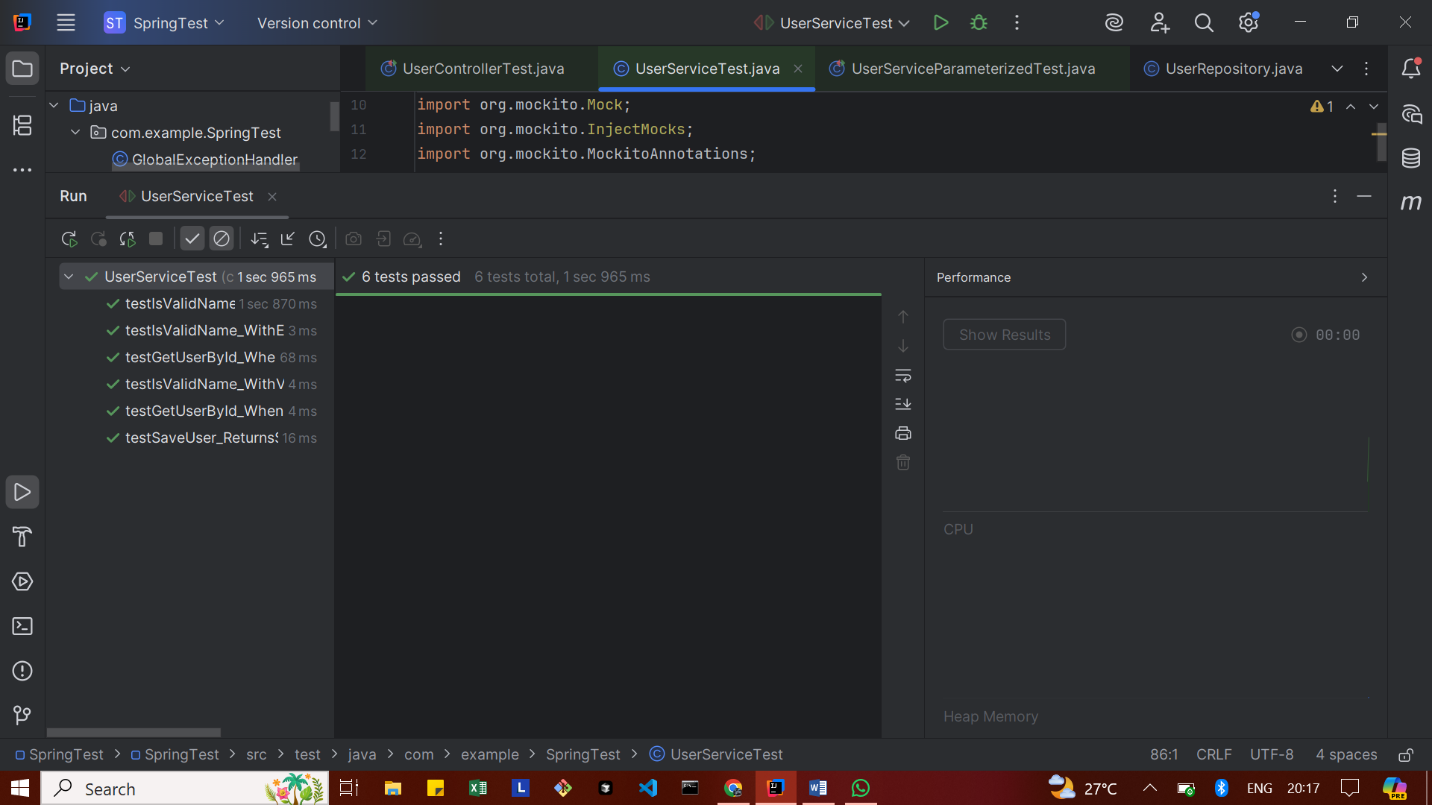 ST SpringTest Version control UserServiceTest
Project UserControllerTest.java UserServiceTest.java UserServiceParameterizedTest.java UserRepository.java
java
com.example.SpringTest
GlobalExceptionHandler
10 import org.mockito.Mock;
11 import org.mockito.InjectMocks;
12 import org.mockito.MockitoAnnotations;
1
Run UserServiceTest
UserServiceTest (c 1 sec 965 ms
testIsValidName 1 sec 870 ms
testIsValidName_WithE 3 ms
testGetUserById_Whe 68 ms
testIsValidName_WithV 4 ms
testGetUserById_When 4 ms
testSaveUser_ReturnsS 16 ms
6 tests passed 6 tests total, 1 sec 965 ms
Performance
Show Results 00:00
CPU
Heap Memory
m
SpringTest > SpringTest > src > test > java > com > example > SpringTest > UserServiceTest 86:1 CRLF UTF-8 4 spaces
Search L 27°C ENG 20:17 PRE